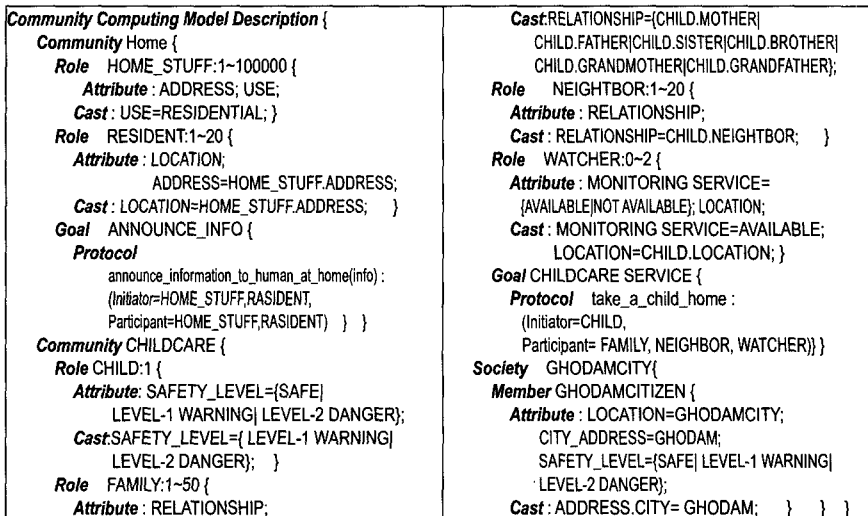 Community Computing Model Description {
Community Home {
Role HOME_STUFF:1~100000 {
Attribute : ADDRESS; USE;
Cast : USE=RESIDENTIAL; }
Role RESIDENT:1~20 {
Attribute : LOCATION;
ADDRESS=HOME_STUFF.ADDRESS;
Cast : LOCATION=HOME_STUFF.ADDRESS; }
Goal ANNOUNCE_INFO {
Protocol
announce_information_to_human_at_home(info) :
(Initiator=HOME_STUFF,RASIDENT,
Participant=HOME_STUFF,RASIDENT) } }
Community CHILDCARE {
Role CHILD:1 {
Attribute: SAFETY_LEVEL={SAFE|
LEVEL-1 WARNING| LEVEL-2 DANGER};
Cast:SAFETY_LEVEL={ LEVEL-1 WARNING|
LEVEL-2 DANGER}; }
Role FAMILY:1~50 {
Attribute : RELATIONSHIP;
Cast:RELATIONSHIP={CHILD.MOTHER|
CHILD.FATHER|CHILD.SISTER|CHILD.BROTHER|
CHILD.GRANDMOTHER|CHILD.GRANDFATHER};
Role NEIGHTBOR:1~20 {
Attribute : RELATIONSHIP;
Cast : RELATIONSHIP=CHILD.NEIGHTBOR; }
Role WATCHER:0~2 {
Attribute : MONITORING SERVICE=
{AVAILABLE|NOT AVAILABLE}; LOCATION;
Cast : MONITORING SERVICE=AVAILABLE;
LOCATION=CHILD.LOCATION; }
Goal CHILDCARE SERVICE {
Protocol take_a_child_home :
(Initiator=CHILD,
Participant= FAMILY, NEIGHBOR, WATCHER)} }
Society GHODAMCITY{
Member GHODAMCITIZEN {
Attribute : LOCATION=GHODAMCITY;
CITY_ADDRESS=GHODAM;
SAFETY_LEVEL={SAFE| LEVEL-1 WARNING|
LEVEL-2 DANGER};
Cast : ADDRESS.CITY= GHODAM; } } }